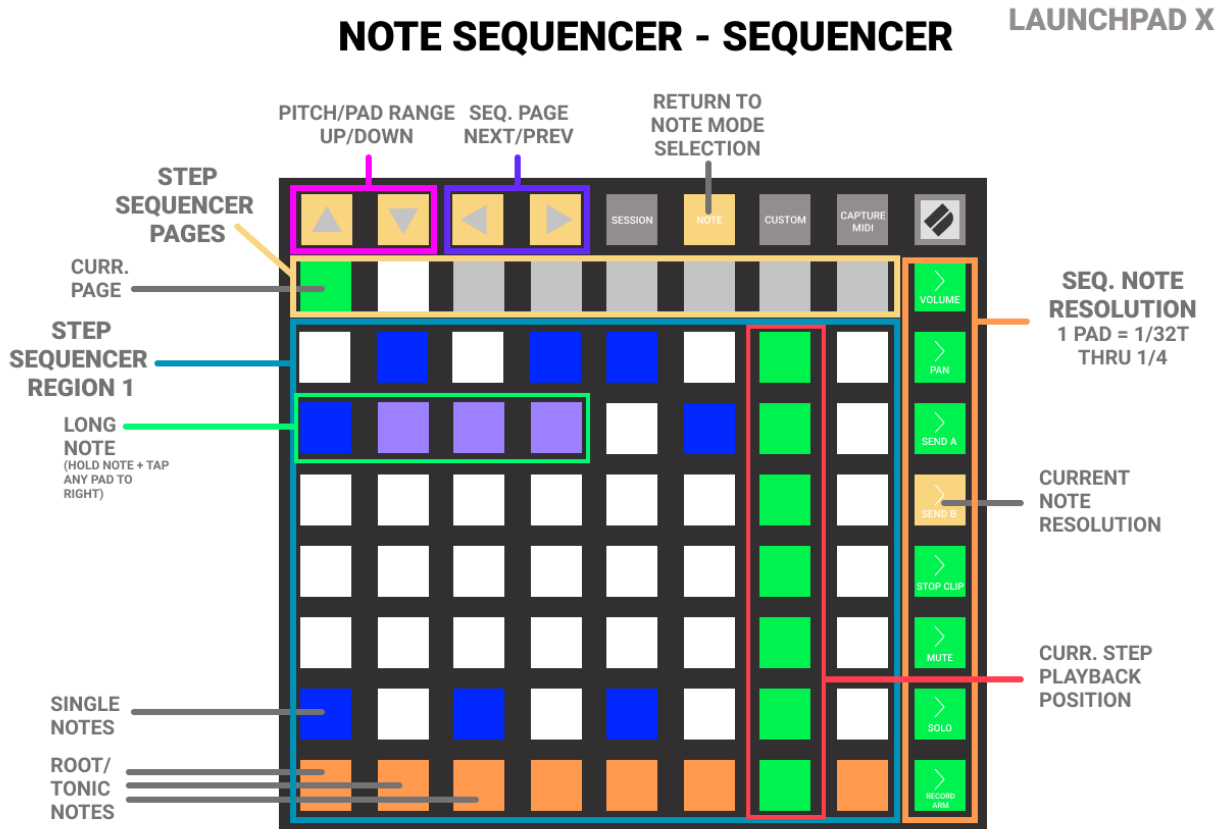 LAUNCHPAD X
NOTE SEQUENCER - SEQUENCER
PITCH/PAD RANGE
UP/DOWN
SEQ. PAGE
NEXT/PREV
RETURN TO
NOTE MODE
SELECTION
STEP
SEQUENCER
PAGES
SESSION
NOTE
CUSTOM
CAPTURE
MIDI
CURR.
PAGE
VOLUME
SEQ. NOTE
RESOLUTION
1 PAD = 1/32T
THRU 1/4
STEP
SEQUENCER
REGION 1
PAN
LONG
NOTE
(HOLD NOTE + TAP
ANY PAD TO
RIGHT)
SEND A
SEND B
CURRENT
NOTE
RESOLUTION
STOP CLIP
MUTE
CURR. STEP
PLAYBACK
POSITION
SINGLE
NOTES
SOLO
ROOT/
TONIC
NOTES
RECORD
ARM